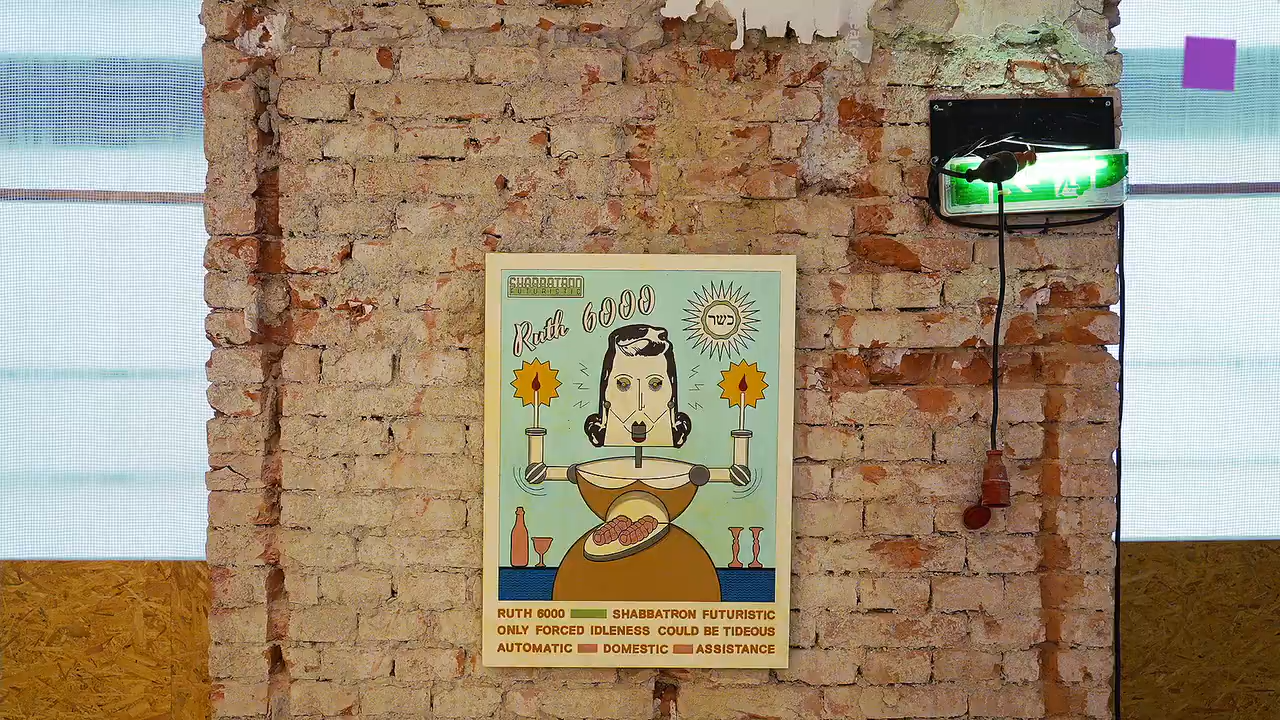 SHABBATRON
FUTURISTIC
Ruth 6000
כשר
RUTH 6000 SHABBATRON FUTURISTIC
ONLY FORCED IDLENESS COULD BE TIDEOUS
AUTOMATIC DOMESTIC ASSISTANCE